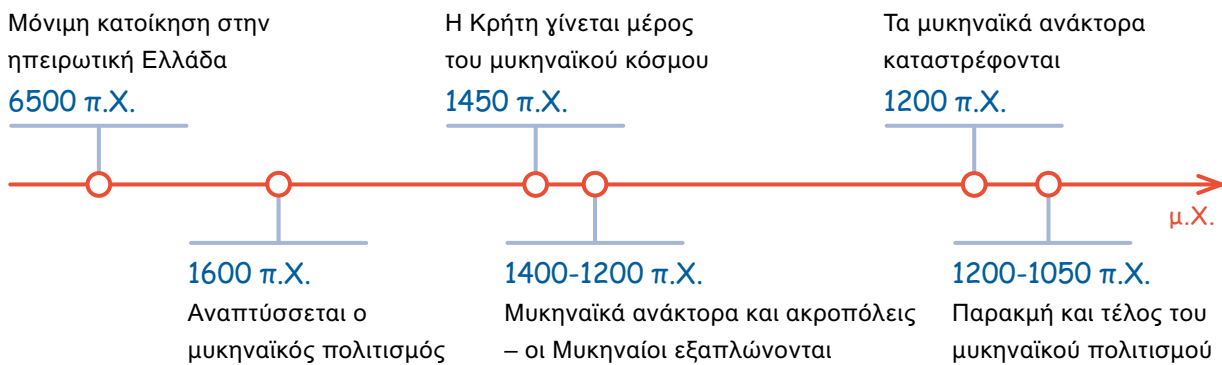 Μόνιμη κατοίκηση στην
ηπειρωτική Ελλάδα
6500 π.Χ.
Η Κρήτη γίνεται μέρος
του μυκηναϊκού κόσμου
1450 π.Χ.
Τα μυκηναϊκά ανάκτορα
καταστρέφονται
1200 π.Χ.
μ.Χ.
1600 π.Χ.
Αναπτύσσεται ο
μυκηναϊκός πολιτισμός
1400-1200 π.Χ.
Μυκηναϊκά ανάκτορα και ακροπόλεις
– οι Μυκηναίοι εξαπλώνονται
1200-1050 π.Χ.
Παρακμή και τέλος του
μυκηναϊκού πολιτισμού